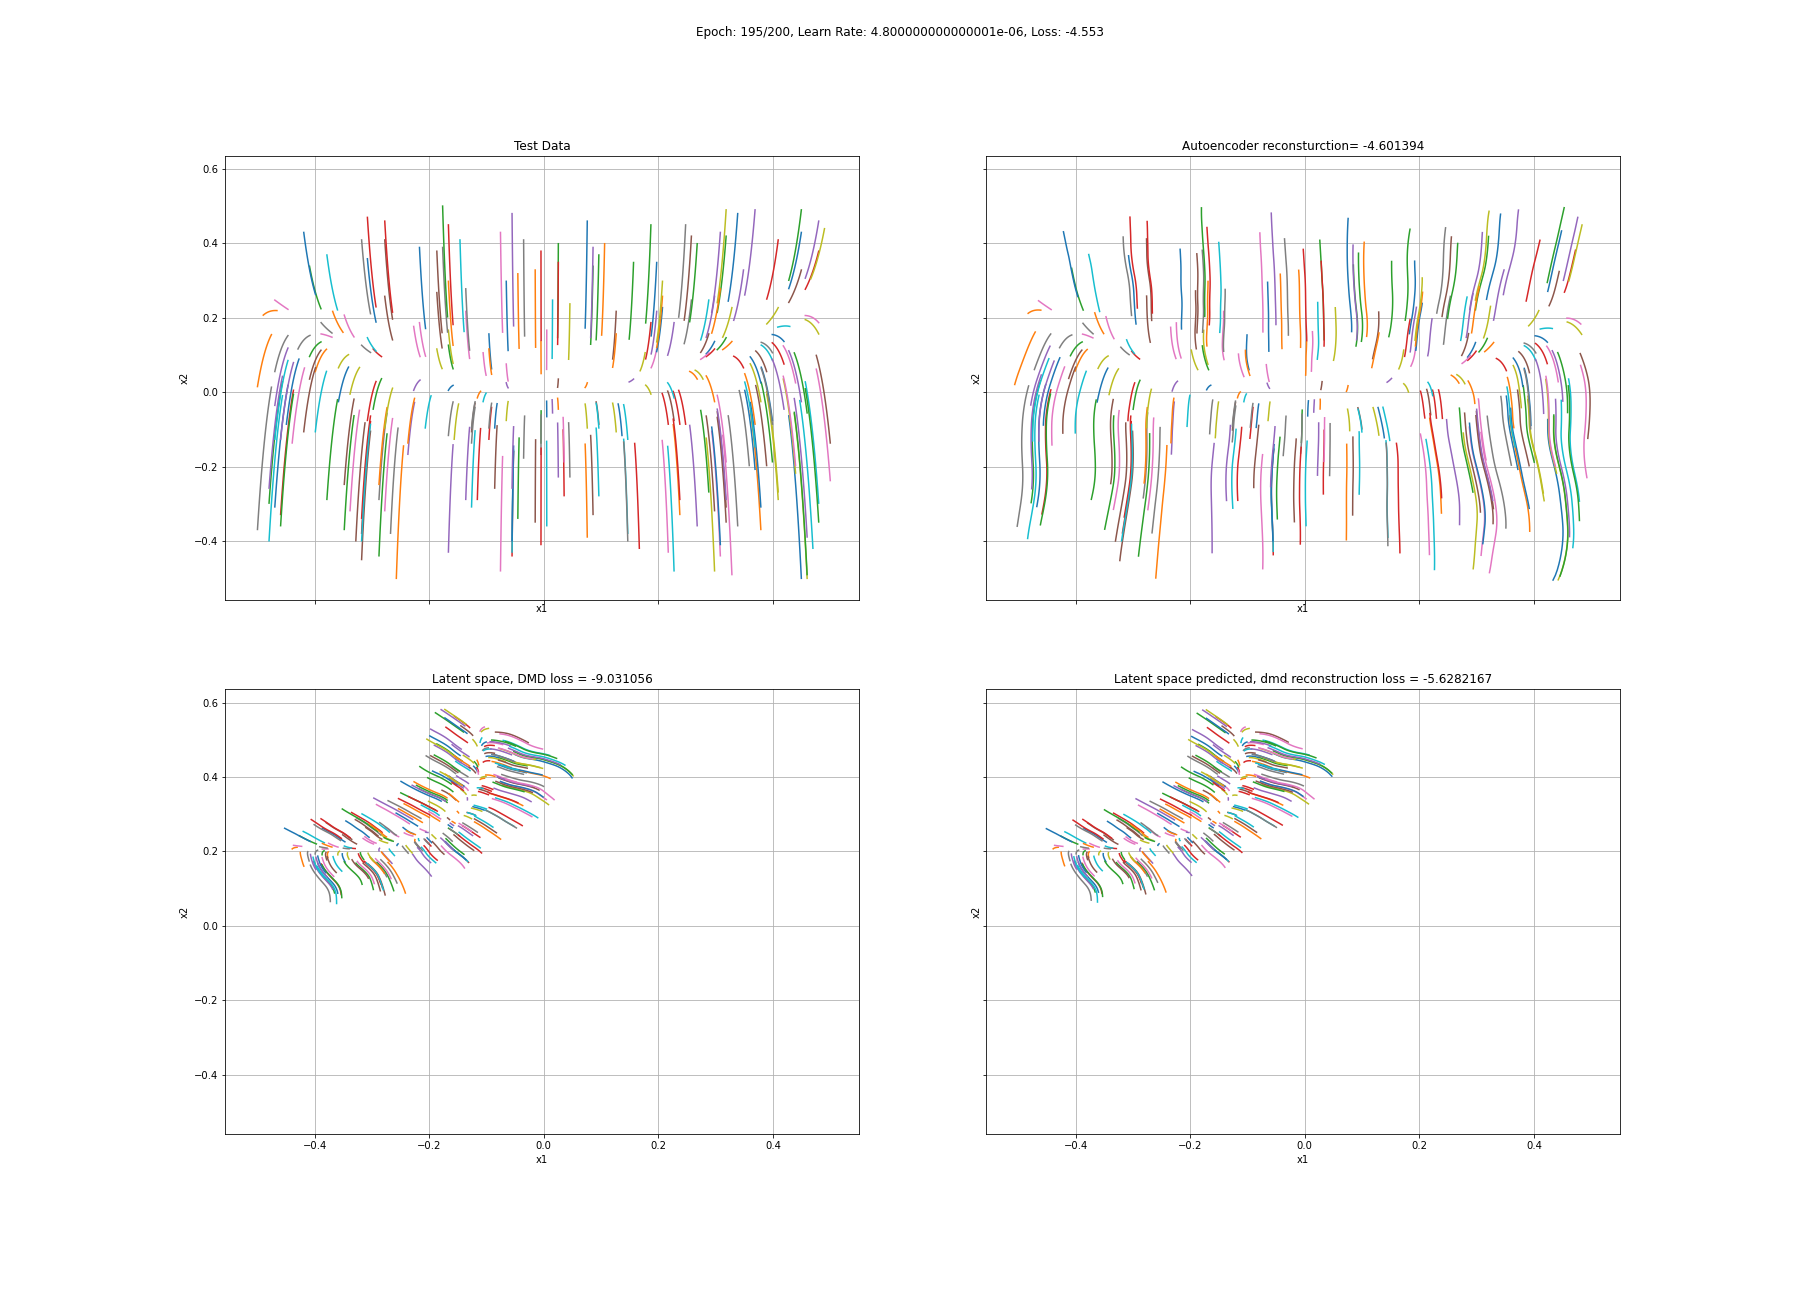 Epoch: 195/200, Learn Rate: 4.800000000000001e-06, Loss: -4.553
Test Data
Autoencoder reconsturction= -4.601394
0.6
0.4
0.2
0.0
−0.2
−0.4
x2
x2
x1
x1
Latent space, DMD loss = -9.031056
Latent space predicted, dmd reconstruction loss = -5.6282167
0.6
0.4
0.2
0.0
−0.2
−0.4
x2
x2
−0.4 −0.2 0.0 0.2 0.4
−0.4 −0.2 0.0 0.2 0.4
x1
x1